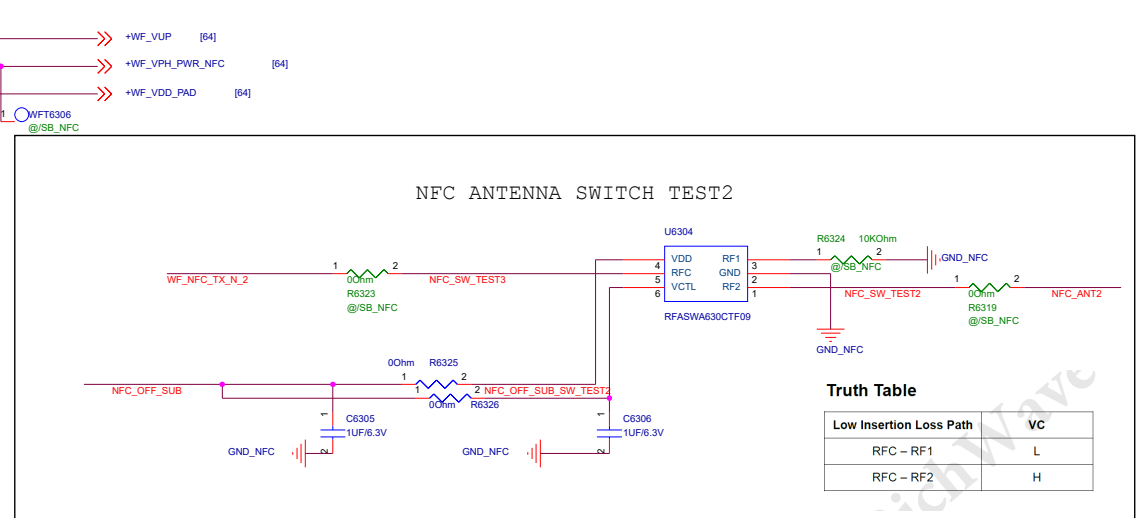 +WF_VUP [64]
+WF_VPH_PWR_NFC [64]
+WF_VDD_PAD [64]
1 WFT6306
@/SB_NFC
NFC ANTENNA SWITCH TEST2
U6304
VDD RF1
RFC GND
VCTL RF2
4 3
5 2
6 1
RFASWA630CTF09
WF_NFC_TX_N_2
1 2
0Ohm
R6323
@/SB_NFC
NFC_SW_TEST3
R6324 10KOhm
1 2
@/SB_NFC
GND_NFC
NFC_SW_TEST2
1 2
0Ohm
R6319
@/SB_NFC
NFC_ANT2
GND_NFC
0Ohm R6325
1 2
NFC_OFF_SUB
1 2 NFC_OFF_SUB_SW_TEST2
0Ohm R6326
1 C6305
1UF/6.3V
2
GND_NFC
1 C6306
1UF/6.3V
2
GND_NFC
Truth Table
Low Insertion Loss Path VC
RFC – RF1 L
RFC – RF2 H